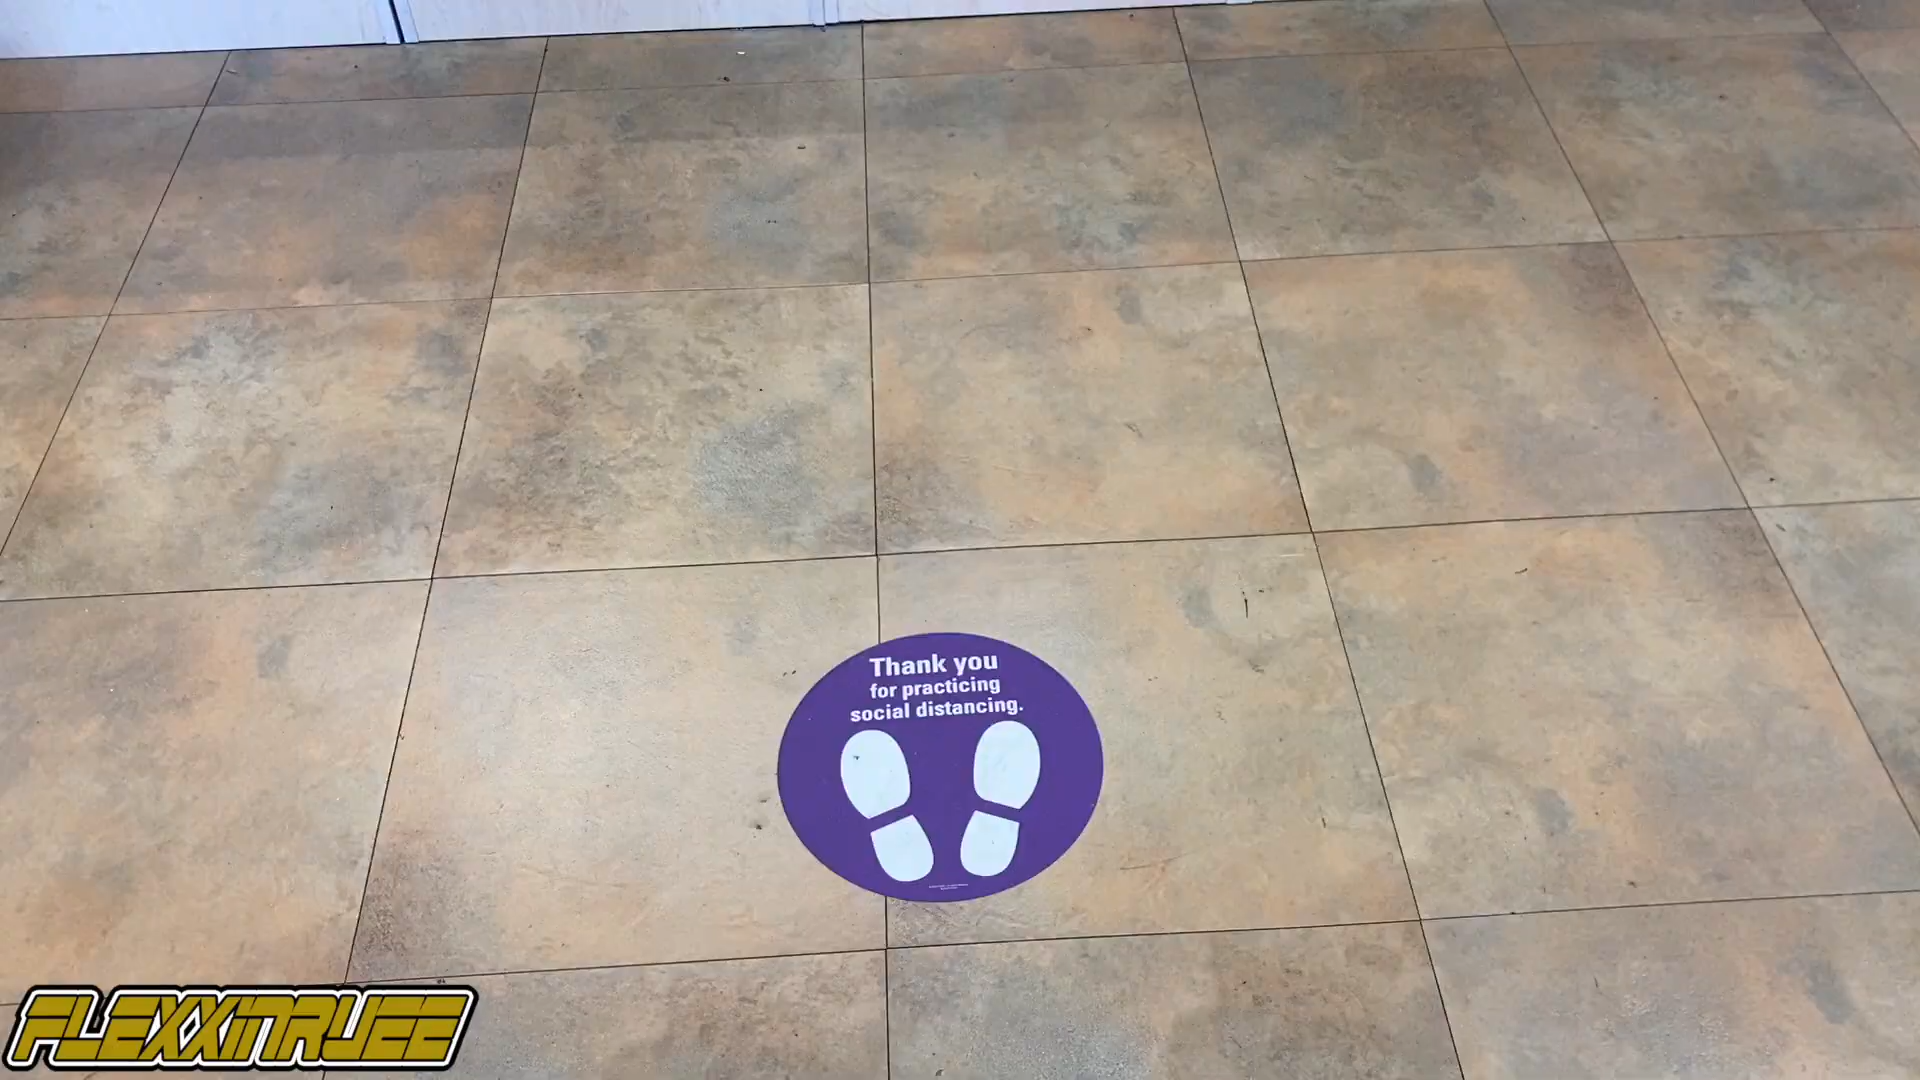 Thank you
for practicing
social distancing.
FLEXXINRUEE